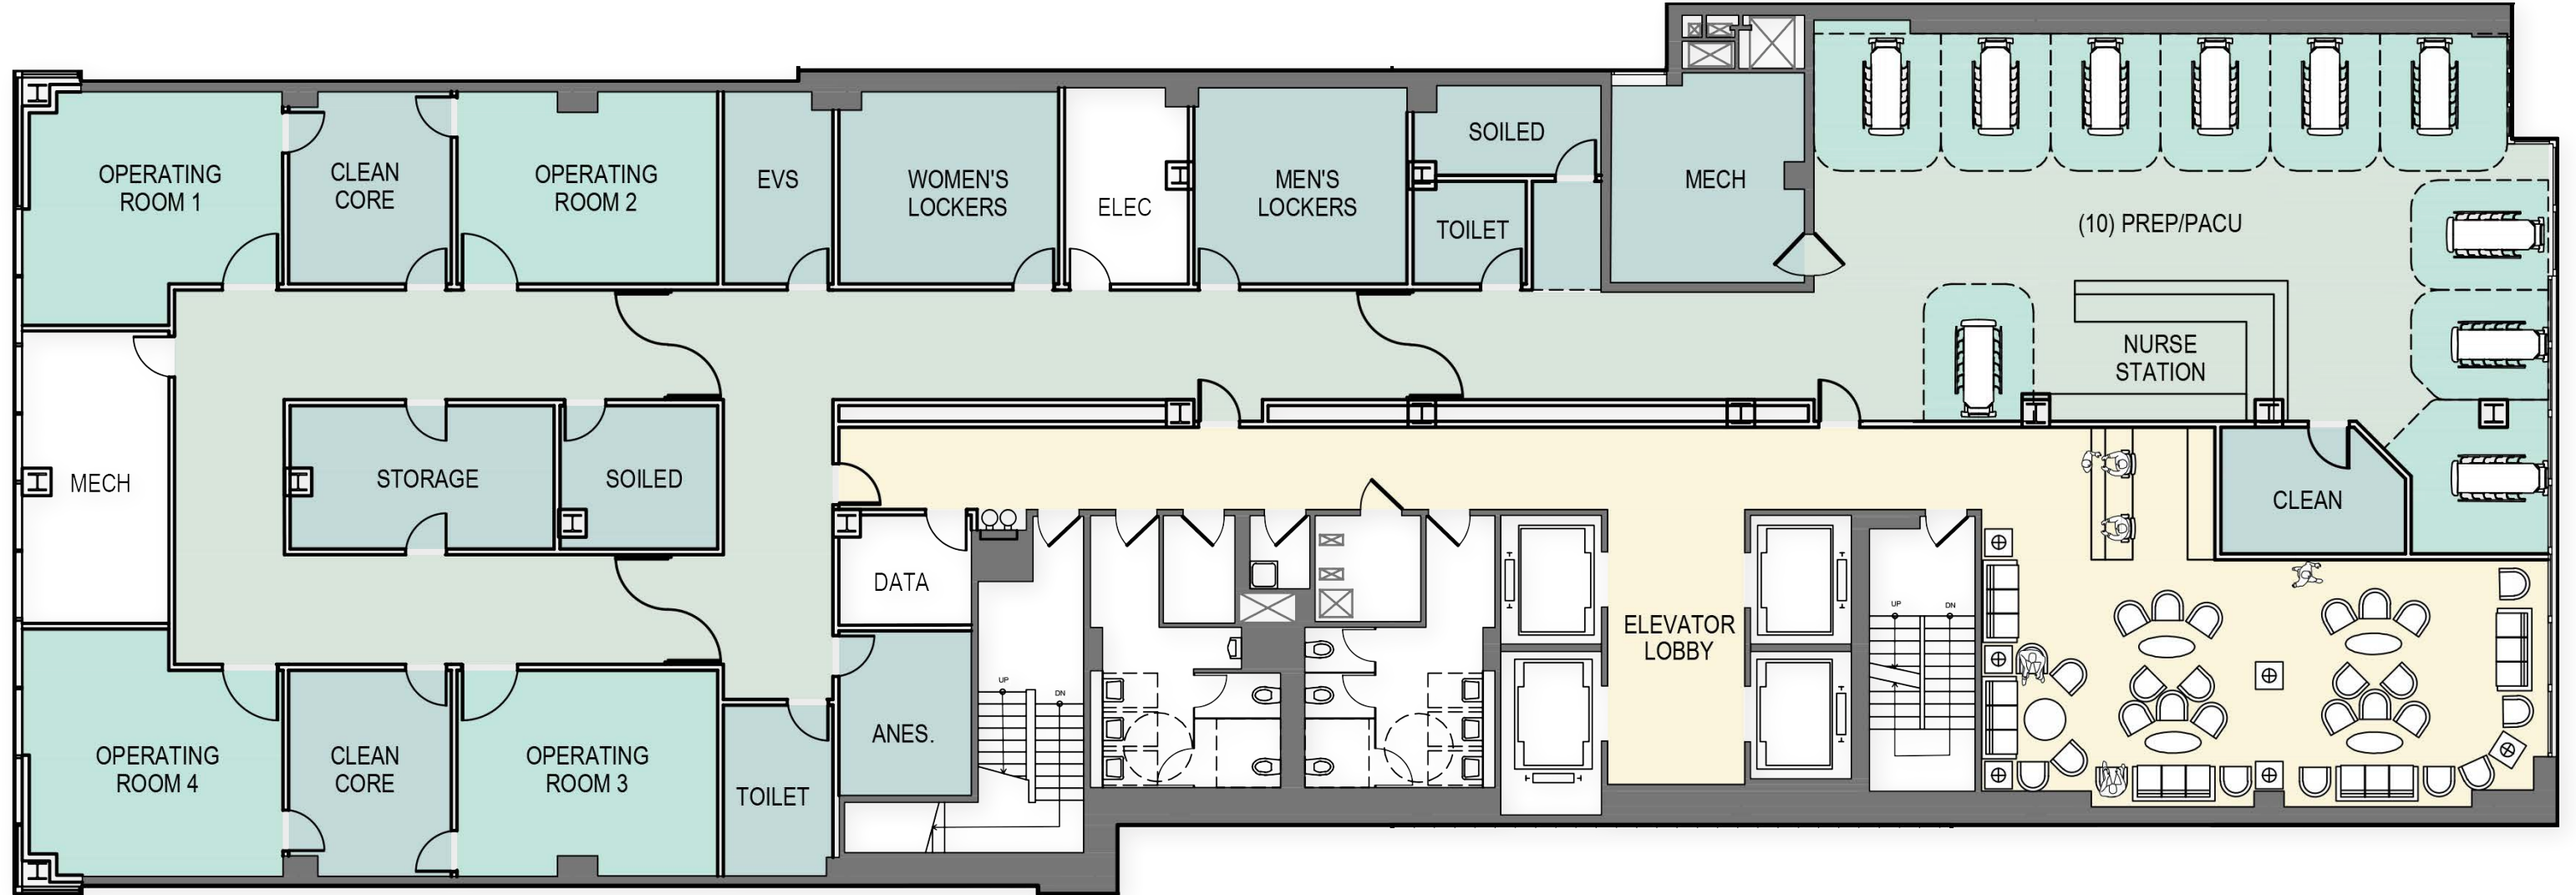 OPERATING
ROOM 1
CLEAN
CORE
OPERATING
ROOM 2
EVS
WOMEN'S
LOCKERS
ELEC
MEN'S
LOCKERS
SOILED
TOILET
MECH
(10) PREP/PACU
NURSE
STATION
MECH
STORAGE
SOILED
CLEAN
DATA
ELEVATOR
LOBBY
UP
DN
UP
DN
OPERATING
ROOM 4
CLEAN
CORE
OPERATING
ROOM 3
TOILET
ANES.